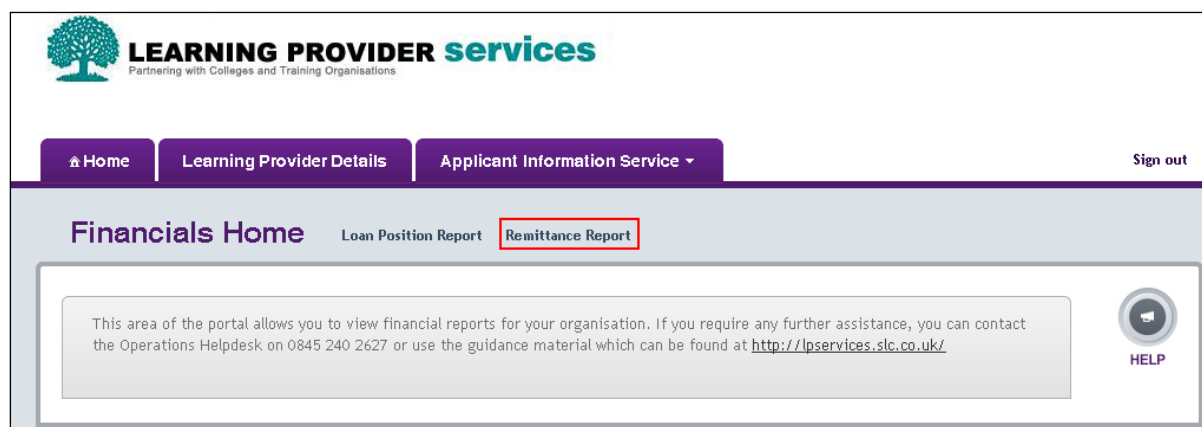 LEARNING PROVIDER services
Partnering with Colleges and Training Organisations
Home Learning Provider Details Applicant Information Service Sign out
Financials Home Loan Position Report Remittance Report
This area of the portal allows you to view financial reports for your organisation. If you require any further assistance, you can contact
the Operations Helpdesk on 0845 240 2627 or use the guidance material which can be found at http://lpservices.slc.co.uk/
HELP